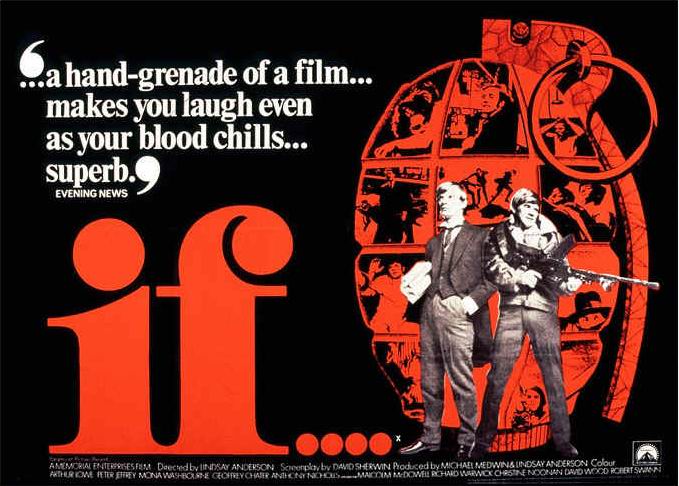 ‘...a hand-grenade of a film...
makes you laugh even
as your blood chills...
superb.’
EVENING NEWS
if....
x
A MEMORIAL ENTERPRISES FILM Directed by LINDSAY ANDERSON Screenplay by DAVID SHERWIN Produced by MICHAEL MEDWIN & LINDSAY ANDERSON Colour
ARTHUR LOWE PETER JEFFREY MONA WASHBOURNE GEOFFREY CHATER ANTHONY NICHOLLS MALCOLM McDOWELL RICHARD WARWICK CHRISTINE NOONAN DAVID WOOD ROBERT SWANN